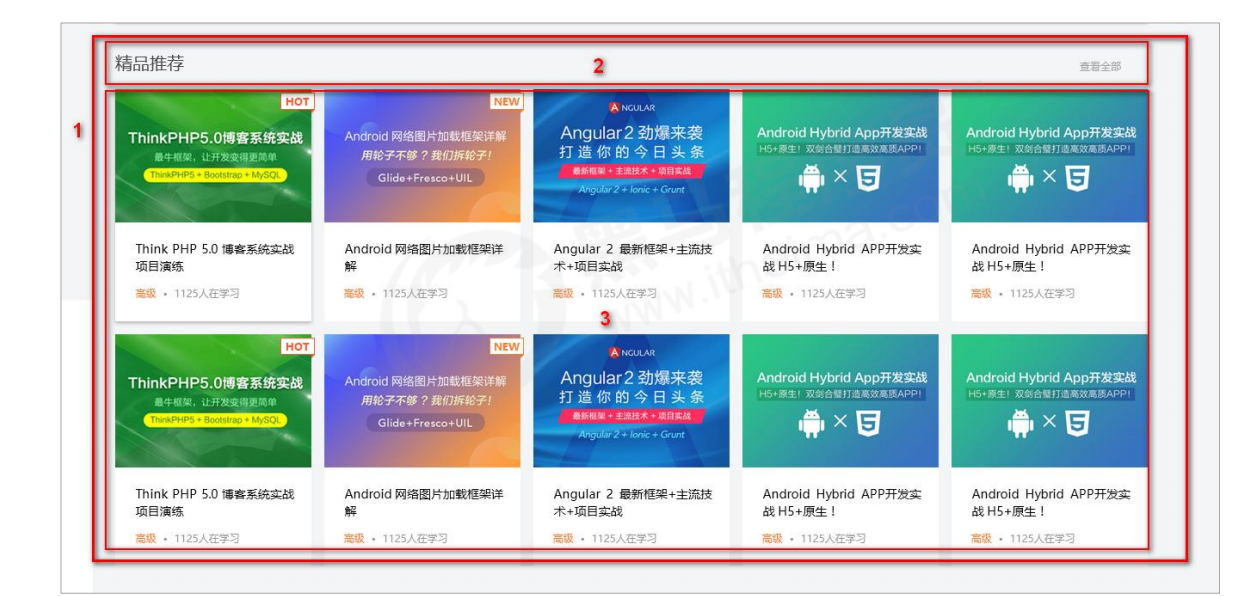 精品推荐
2
查看全部
1
HOT
ThinkPHP5.0博客系统实战
最牛框架，让开发变得更简单
ThinkPHP5 + Bootstrap + MySQL
Think PHP 5.0 博客系统实战
项目演练
高级 • 1125人在学习
NEW
Android 网络图片加载框架详解
用轮子不够？我们拆轮子！
Glide+Fresco+UIL
Android 网络图片加载框架详
解
高级 • 1125人在学习
ANGULAR
Angular2 劲爆来袭
打造你的今日头条
最新框架 + 主流技术 + 项目实战
Angular 2 + Ionic + Grunt
Angular 2 最新框架+主流技
术+项目实战
高级 • 1125人在学习
Android Hybrid App开发实战
H5+原生！双剑合璧打造高效高质APP！
5
Android Hybrid APP开发实
战 H5+原生！
高级 • 1125人在学习
Android Hybrid App开发实战
H5+原生！双剑合璧打造高效高质APP！
5
Android Hybrid APP开发实
战 H5+原生！
高级 • 1125人在学习
3
www.itheima.com
HOT
ThinkPHP5.0博客系统实战
最牛框架，让开发变得更简单
ThinkPHP5 + Bootstrap + MySQL
Think PHP 5.0 博客系统实战
项目演练
高级 • 1125人在学习
NEW
Android 网络图片加载框架详解
用轮子不够？我们拆轮子！
Glide+Fresco+UIL
Android 网络图片加载框架详
解
高级 • 1125人在学习
ANGULAR
Angular2 劲爆来袭
打造你的今日头条
最新框架 + 主流技术 + 项目实战
Angular 2 + Ionic + Grunt
Angular 2 最新框架+主流技
术+项目实战
高级 • 1125人在学习
Android Hybrid App开发实战
H5+原生！双剑合璧打造高效高质APP！
5
Android Hybrid APP开发实
战 H5+原生！
高级 • 1125人在学习
Android Hybrid App开发实战
H5+原生！双剑合璧打造高效高质APP！
5
Android Hybrid APP开发实
战 H5+原生！
高级 • 1125人在学习